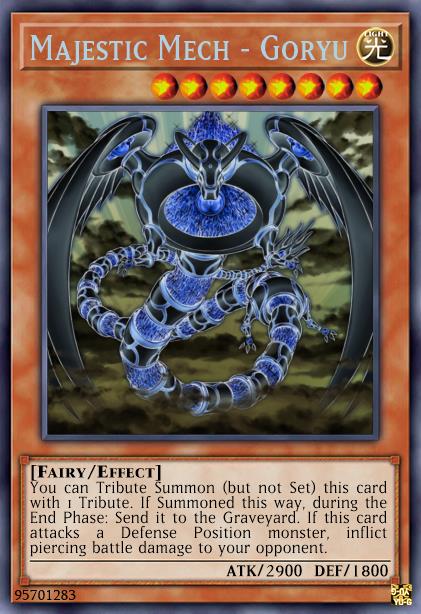 MAJESTIC MECH - GORYU
LIGHT
光
[FAIRY/EFFECT]
You can Tribute Summon (but not Set) this card
with 1 Tribute. If Summoned this way, during the
End Phase: Send it to the Graveyard. If this card
attacks a Defense Position monster, inflict
piercing battle damage to your opponent.
ATK/2900 DEF/1800
95701283